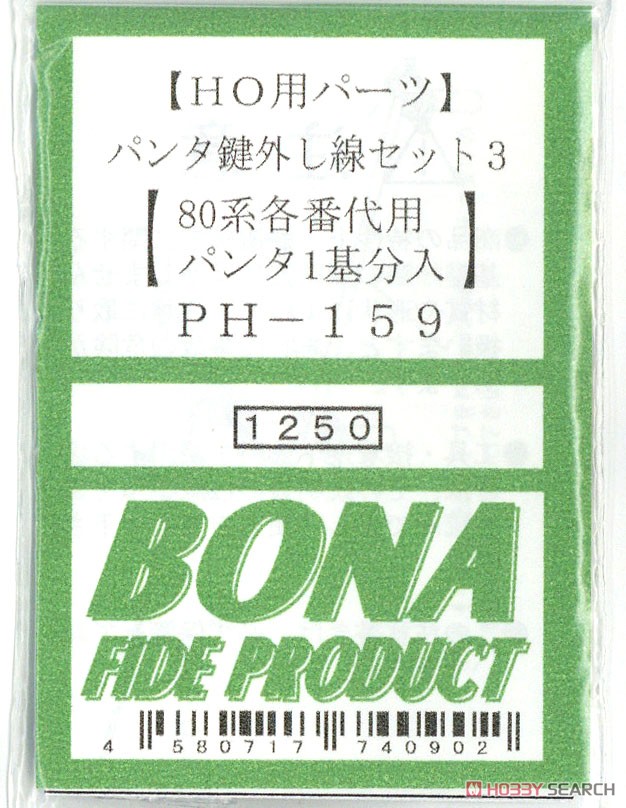 【HO用パーツ】
パンタ鍵外し線セット3
【80系各番代用
パンタ1基分入】
PH－159
1250
BONA
FIDE PRODUCT
4 580717 740902
HOBBY SEARCH